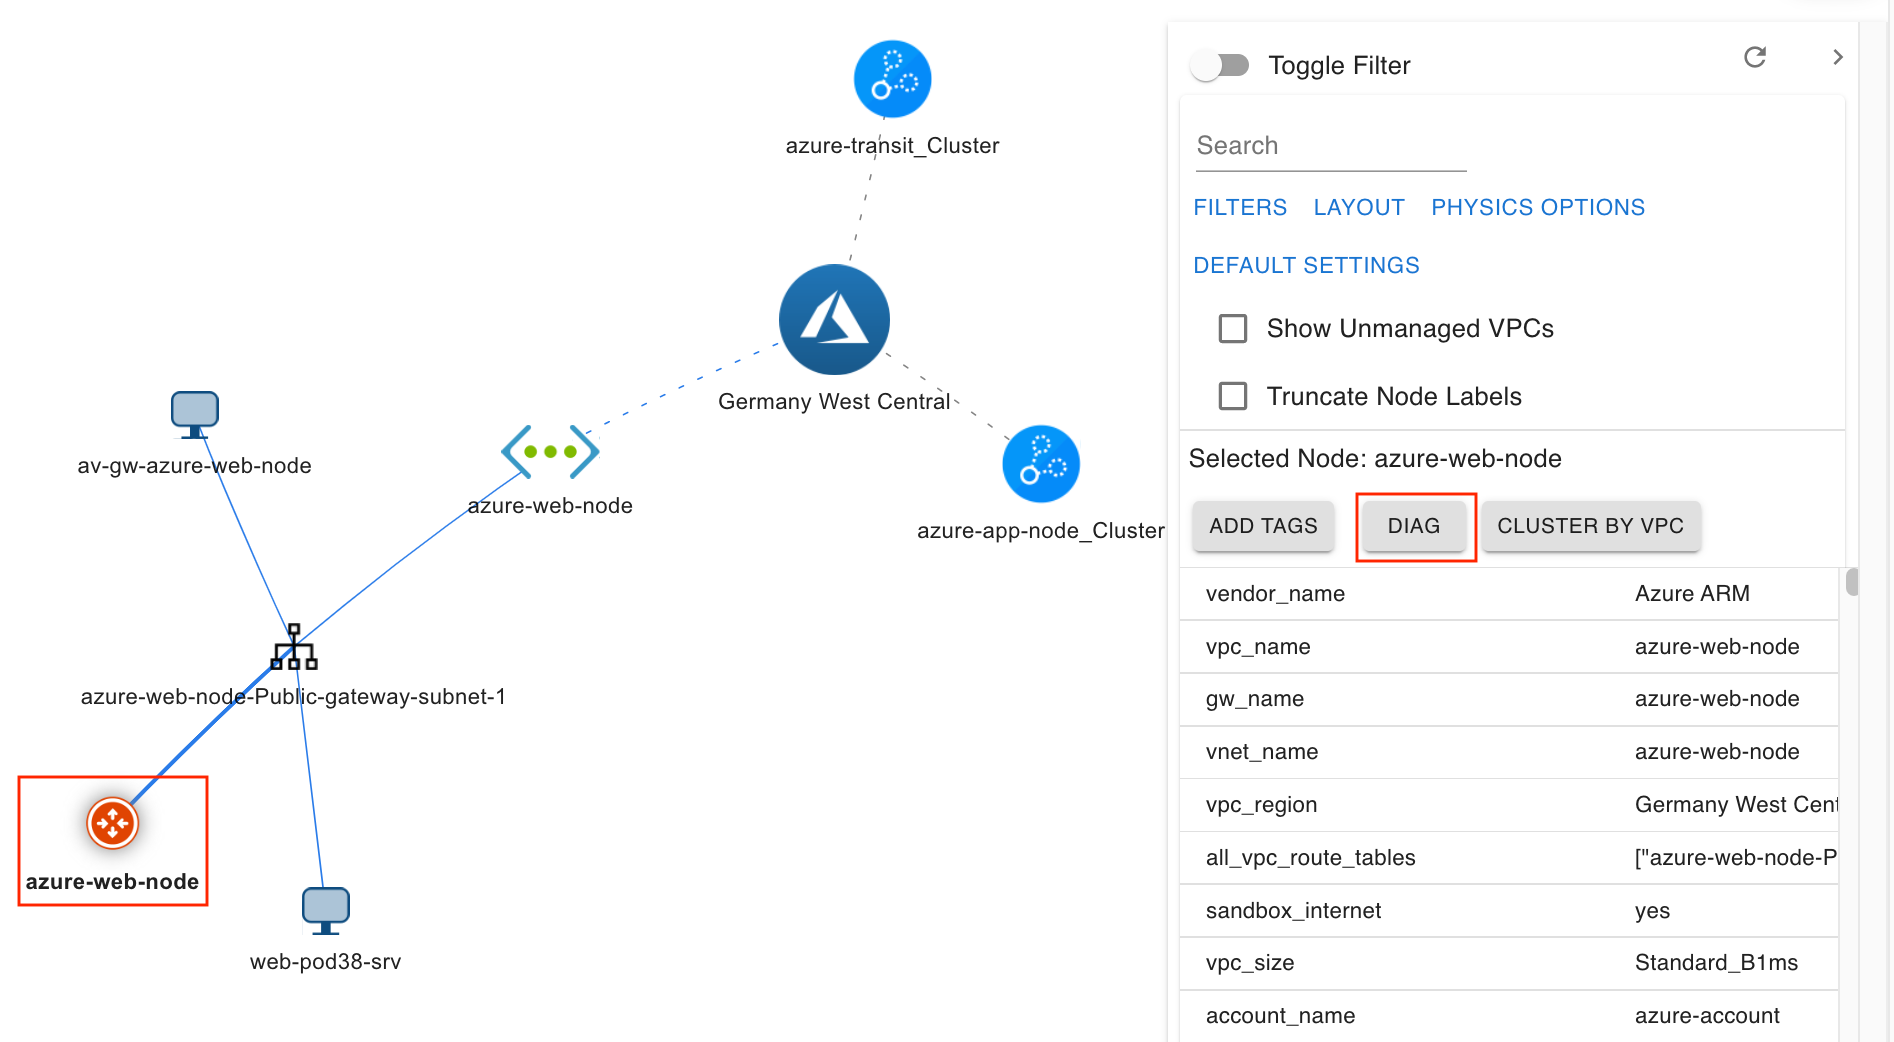 azure-transit_Cluster
Germany West Central
av-gw-azure-web-node
azure-web-node
azure-app-node_Cluster
azure-web-node-Public-gateway-subnet-1
azure-web-node
web-pod38-srv
Toggle Filter
Search
FILTERS LAYOUT PHYSICS OPTIONS
DEFAULT SETTINGS
Show Unmanaged VPCs
Truncate Node Labels
Selected Node: azure-web-node
ADD TAGS DIAG CLUSTER BY VPC
vendor_name Azure ARM
vpc_name azure-web-node
gw_name azure-web-node
vnet_name azure-web-node
vpc_region Germany West Cent
all_vpc_route_tables ["azure-web-node-P
sandbox_internet yes
vpc_size Standard_B1ms
account_name azure-account